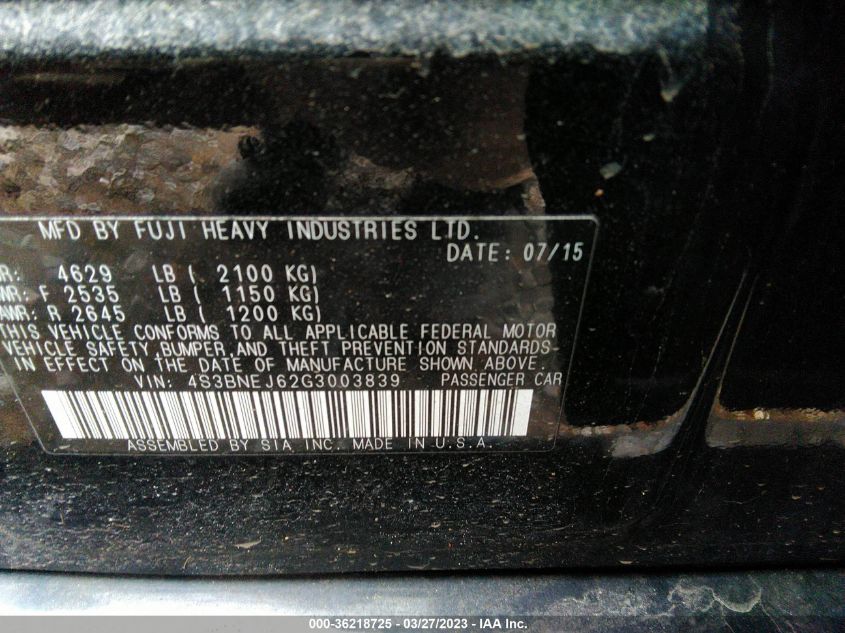 MFD BY FUJI HEAVY INDUSTRIES LTD.
DATE: 07/15
R: 4629 LB ( 2100 KG)
WR: F 2535 LB ( 1150 KG)
AWR: R 2645 LB ( 1200 KG)
THIS VEHICLE CONFORMS TO ALL APPLICABLE FEDERAL MOTOR
VEHICLE SAFETY, BUMPER, AND THEFT PREVENTION STANDARDS
IN EFFECT ON THE DATE OF MANUFACTURE SHOWN ABOVE.
VIN: 4S3BNEJ62G3003839 PASSENGER CAR
ASSEMBLED BY SIA INC. MADE IN U.S.A.
000-36218725 - 03/27/2023 - IAA Inc.